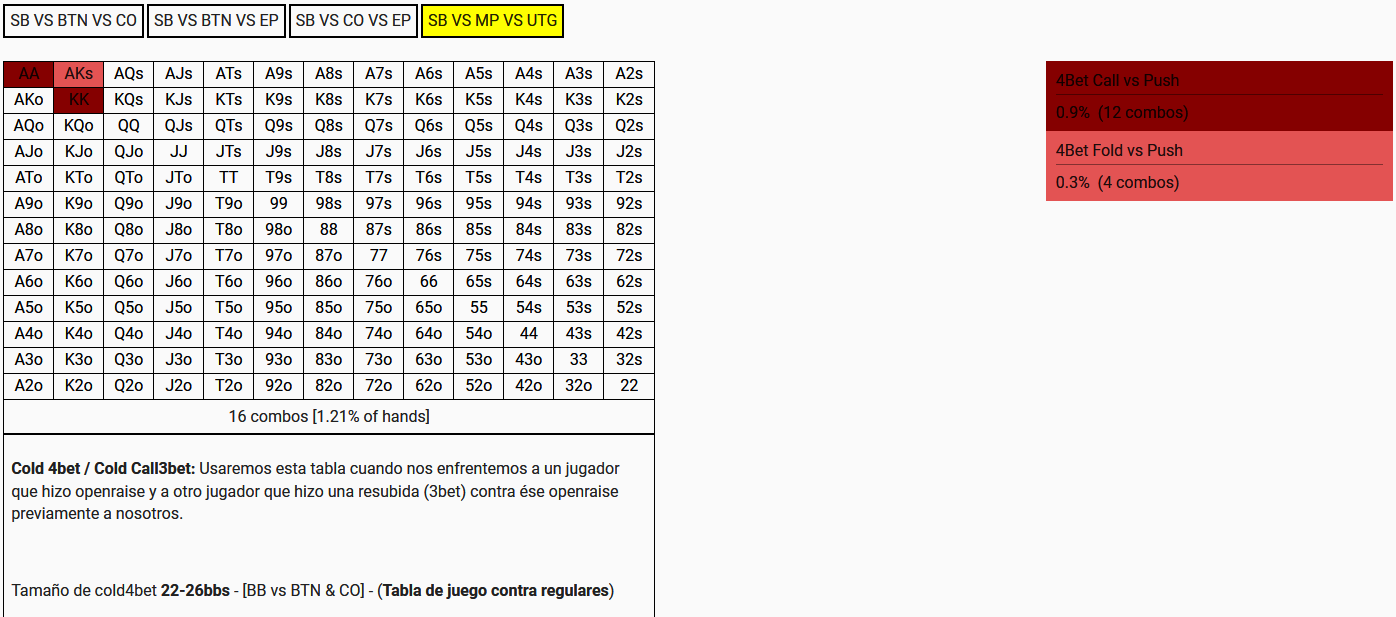 SB VS BTN VS CO SB VS BTN VS EP SB VS CO VS EP SB VS MP VS UTG
AA AKs AQs AJs ATs A9s A8s A7s A6s A5s A4s A3s A2s
AKo KK KQs KJs KTs K9s K8s K7s K6s K5s K4s K3s K2s
AQo KQo QQ QJs QTs Q9s Q8s Q7s Q6s Q5s Q4s Q3s Q2s
AJo KJo QJo JJ JTs J9s J8s J7s J6s J5s J4s J3s J2s
ATo KTo QTo JTo TT T9s T8s T7s T6s T5s T4s T3s T2s
A9o K9o Q9o J9o T9o 99 98s 97s 96s 95s 94s 93s 92s
A8o K8o Q8o J8o T8o 98o 88 87s 86s 85s 84s 83s 82s
A7o K7o Q7o J7o T7o 97o 87o 77 76s 75s 74s 73s 72s
A6o K6o Q6o J6o T6o 96o 86o 76o 66 65s 64s 63s 62s
A5o K5o Q5o J5o T5o 95o 85o 75o 65o 55 54s 53s 52s
A4o K4o Q4o J4o T4o 94o 84o 74o 64o 54o 44 43s 42s
A3o K3o Q3o J3o T3o 93o 83o 73o 63o 53o 43o 33 32s
A2o K2o Q2o J2o T2o 92o 82o 72o 62o 52o 42o 32o 22
16 combos [1.21% of hands]
Cold 4bet / Cold Call3bet: Usaremos esta tabla cuando nos enfrentemos a un jugador
que hizo openraise y a otro jugador que hizo una resubida (3bet) contra ése openraise
previamente a nosotros.
Tamaño de cold4bet 22-26bbs - [BB vs BTN & CO] - (Tabla de juego contra regulares)
4Bet Call vs Push
0.9% (12 combos)
4Bet Fold vs Push
0.3% (4 combos)